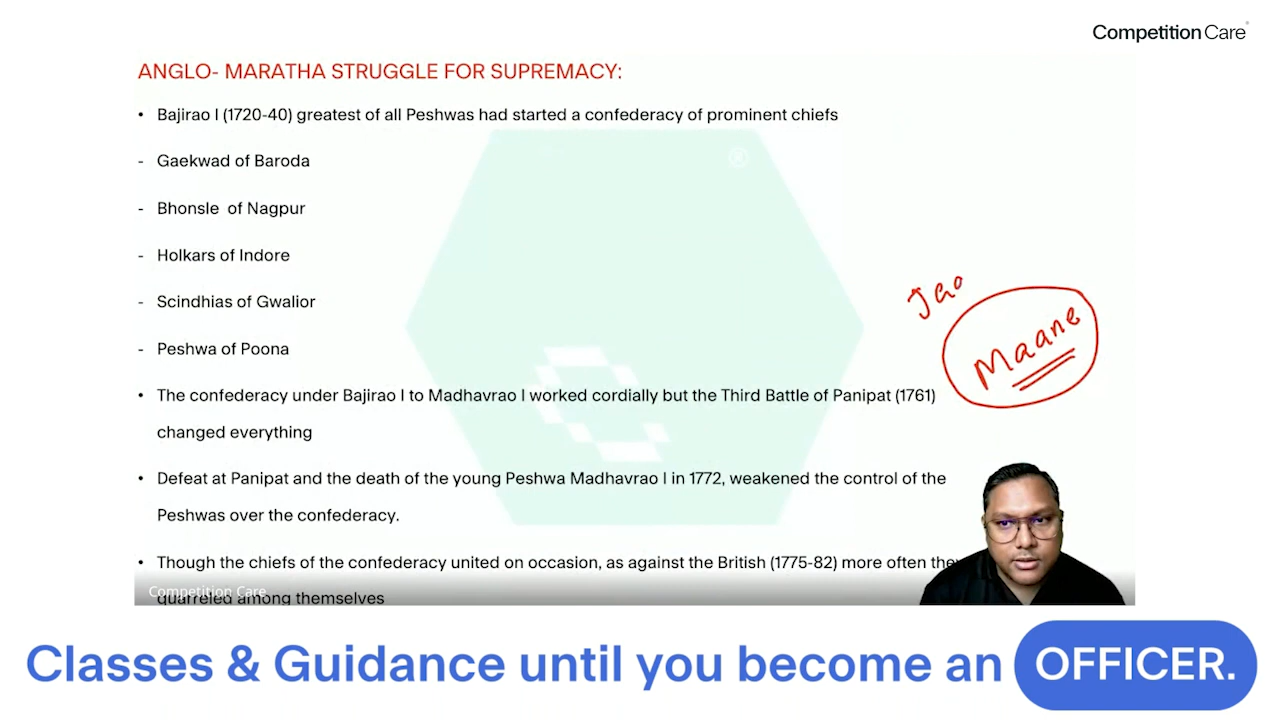 Competition Care
ANGLO- MARATHA STRUGGLE FOR SUPREMACY:
• Bajirao I (1720-40) greatest of all Peshwas had started a confederacy of prominent chiefs
- Gaekwad of Baroda
- Bhonsle of Nagpur
- Holkars of Indore
- Scindhias of Gwalior
- Peshwa of Poona
Jao
Maane
• The confederacy under Bajirao I to Madhavrao I worked cordially but the Third Battle of Panipat (1761)
changed everything
• Defeat at Panipat and the death of the young Peshwa Madhavrao I in 1772, weakened the control of the
Peshwas over the confederacy.
• Though the chiefs of the confederacy united on occasion, as against the British (1775-82) more often they
quarreled among themselves
Competition Care
Classes & Guidance until you become an OFFICER.